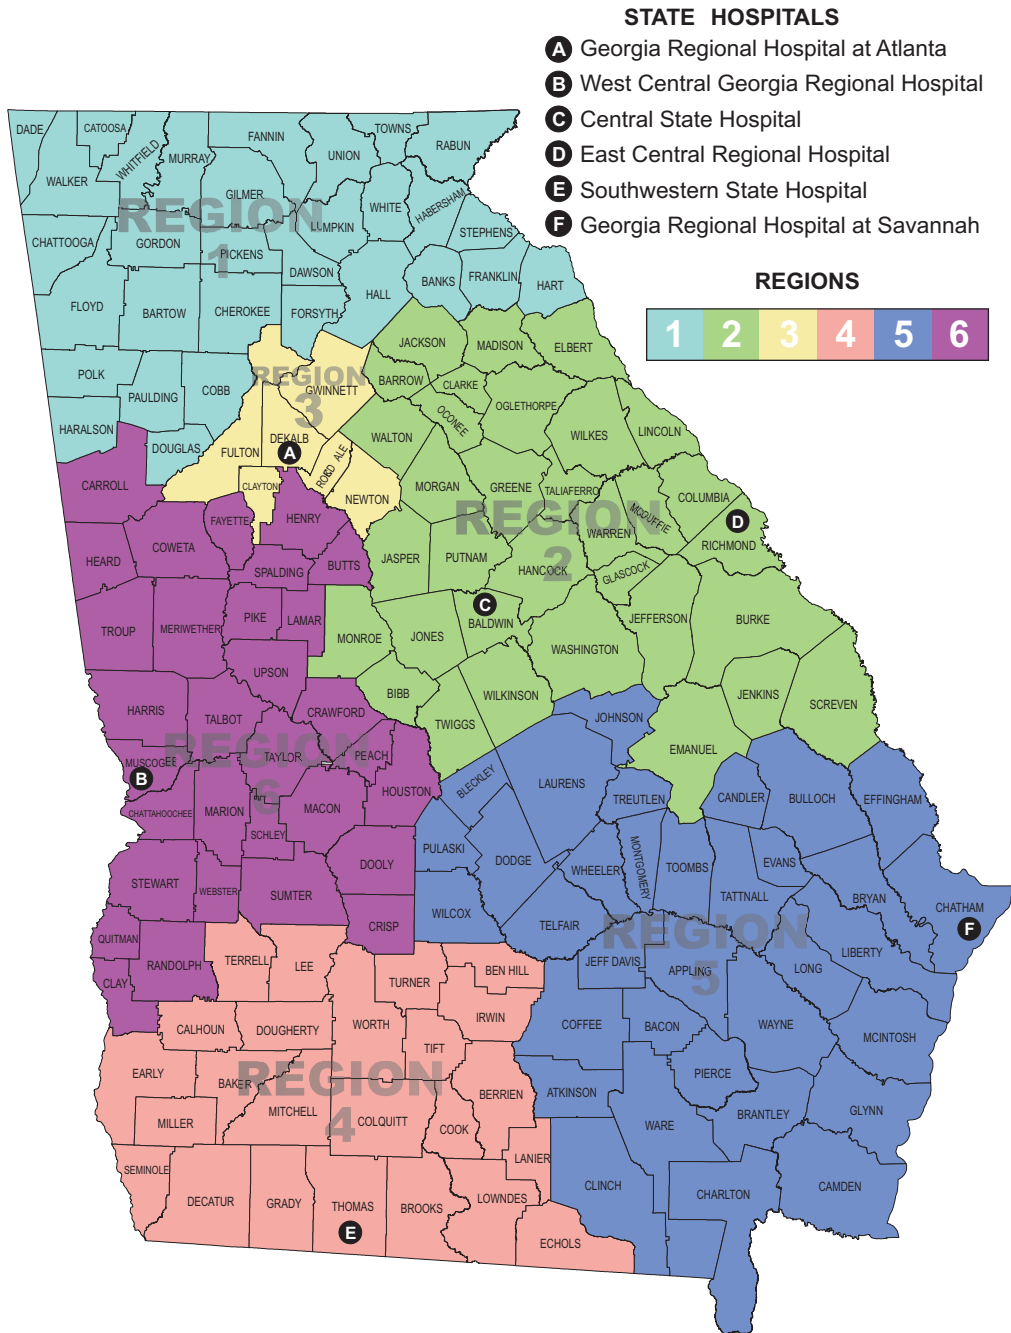 STATE HOSPITALS
A Georgia Regional Hospital at Atlanta
B West Central Georgia Regional Hospital
C Central State Hospital
D East Central Regional Hospital
E Southwestern State Hospital
F Georgia Regional Hospital at Savannah
REGIONS
1 2 3 4 5 6
DADE
CATOOSA
WHITFIELD
MURRAY
FANNIN
UNION
TOWNS
RABUN
WALKER
GILMER
LUMPKIN
WHITE
HABERSHAM
STEPHENS
REGION
1
CHATTOOGA
GORDON
PICKENS
DAWSON
HALL
BANKS
FRANKLIN
HART
FLOYD
BARTOW
CHEROKEE
FORSYTH
POLK
PAULDING
COBB
HARALSON
DOUGLAS
REGION
3
GWINNETT
FULTON
DEKALB
A
ROCKDALE
CLAYTON
NEWTON
JACKSON
MADISON
ELBERT
BARROW
CLARKE
OCONEE
OGLETHORPE
WALTON
WILKES
LINCOLN
MORGAN
GREENE
TALIAFERRO
COLUMBIA
MCDUFFIE
WARREN
REGION
2
D
RICHMOND
JASPER
PUTNAM
HANCOCK
GLASCOCK
C
BALDWIN
JEFFERSON
BURKE
MONROE
JONES
WASHINGTON
BIBB
WILKINSON
TWIGGS
JENKINS
SCREVEN
EMANUEL
CARROLL
FAYETTE
HENRY
HEARD
COWETA
SPALDING
BUTTS
TROUP
MERIWETHER
PIKE
LAMAR
UPSON
HARRIS
TALBOT
CRAWFORD
REGION
6
MUSCOGEE
B
TAYLOR
PEACH
HOUSTON
CHATTAHOOCHEE
MARION
MACON
SCHLEY
DOOLY
STEWART
WEBSTER
SUMTER
CRISP
QUITMAN
RANDOLPH
CLAY
JOHNSON
BLECKLEY
LAURENS
TREUTLEN
CANDLER
BULLOCH
EFFINGHAM
PULASKI
DODGE
WHEELER
MONTGOMERY
TOOMBS
EVANS
TATTNALL
BRYAN
CHATHAM
F
WILCOX
TELFAIR
REGION
5
JEFF DAVIS
APPLING
LONG
LIBERTY
COFFEE
BACON
WAYNE
MCINTOSH
PIERCE
ATKINSON
WARE
BRANTLEY
GLYNN
CLINCH
CHARLTON
CAMDEN
TERRELL
LEE
TURNER
BEN HILL
CALHOUN
DOUGHERTY
WORTH
IRWIN
TIFT
EARLY
BAKER
REGION
4
MITCHELL
COLQUITT
COOK
BERRIEN
MILLER
LANIER
SEMINOLE
DECATUR
GRADY
THOMAS
E
BROOKS
LOWNDES
ECHOLS